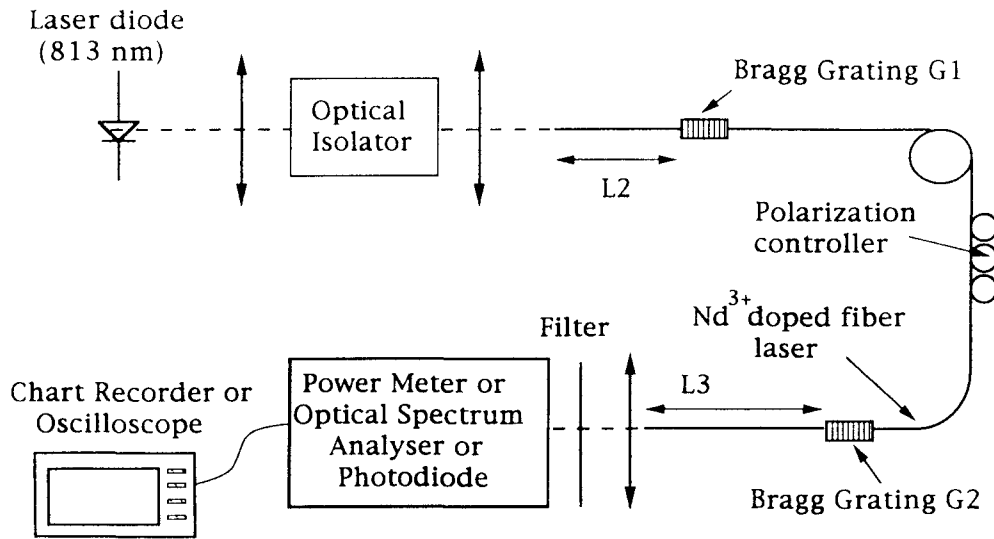 Laser diode
(813 nm)
Optical
Isolator
Bragg Grating G1
L2
Polarization
controller
Nd3+doped fiber
laser
Filter
L3
Chart Recorder or
Oscilloscope
Power Meter or
Optical Spectrum
Analyser or
Photodiode
Bragg Grating G2